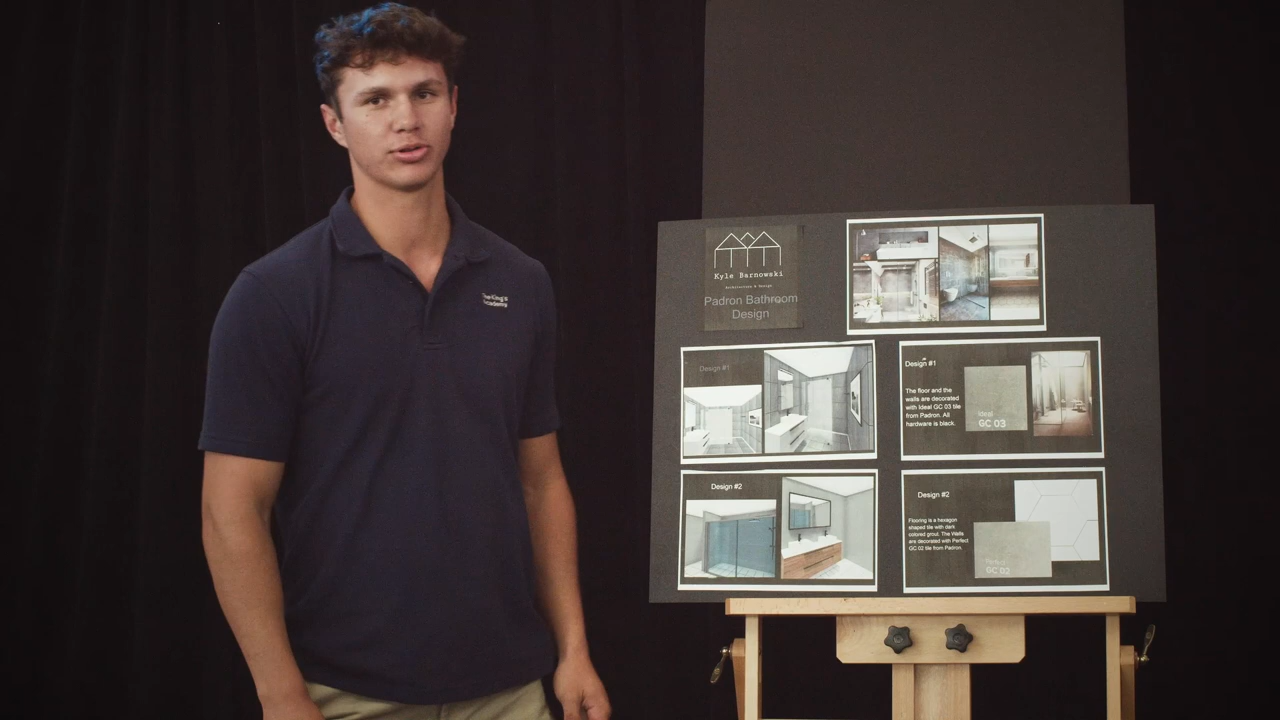 The King's
Academy
Kyle Barnowski
Architecture & Design
Padron Bathroom
Design
Design #1
Design #1
The floor and the
walls are decorated
with Ideal GC 03 tile
from Padron. All
hardware is black.
Ideal
GC 03
Design #2
Design #2
Flooring is a hexagon
shaped tile with dark
colored grout. The Walls
are decorated with Perfect
GC 02 tile from Padron.
Perfect
GC 02